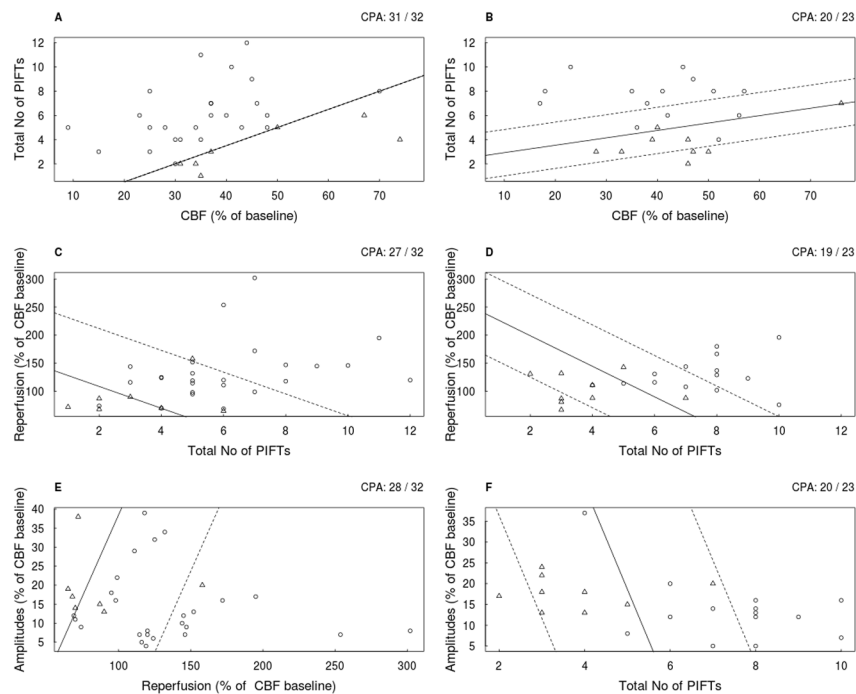 A CPA: 31 / 32
Total No of PIFTs
12
10
8
6
4
2
10 20 30 40 50 60 70
CBF (% of baseline)
B CPA: 20 / 23
Total No of PIFTs
12
10
8
6
4
2
10 20 30 40 50 60 70
CBF (% of baseline)
C CPA: 27 / 32
Reperfusion (% of CBF baseline)
300
250
200
150
100
2 4 6 8 10 12
Total No of PIFTs
D CPA: 19 / 23
Reperfusion (% of CBF baseline)
300
250
200
150
100
2 4 6 8 10 12
Total No of PIFTs
E CPA: 28 / 32
Amplitudes (% of CBF baseline)
40
35
30
25
20
15
10
5
100 150 200 250 300
Reperfusion (% of CBF baseline)
F CPA: 20 / 23
Amplitudes (% of CBF baseline)
35
30
25
20
15
10
5
2 4 6 8 10
Total No of PIFTs